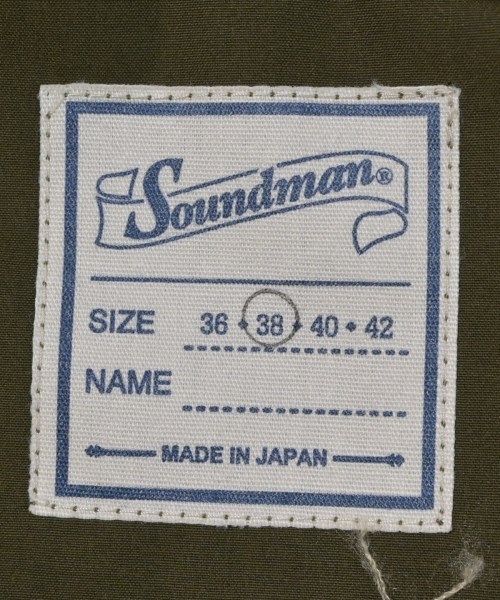 Soundman®
SIZE 36 • 38 • 40 • 42
NAME
MADE IN JAPAN